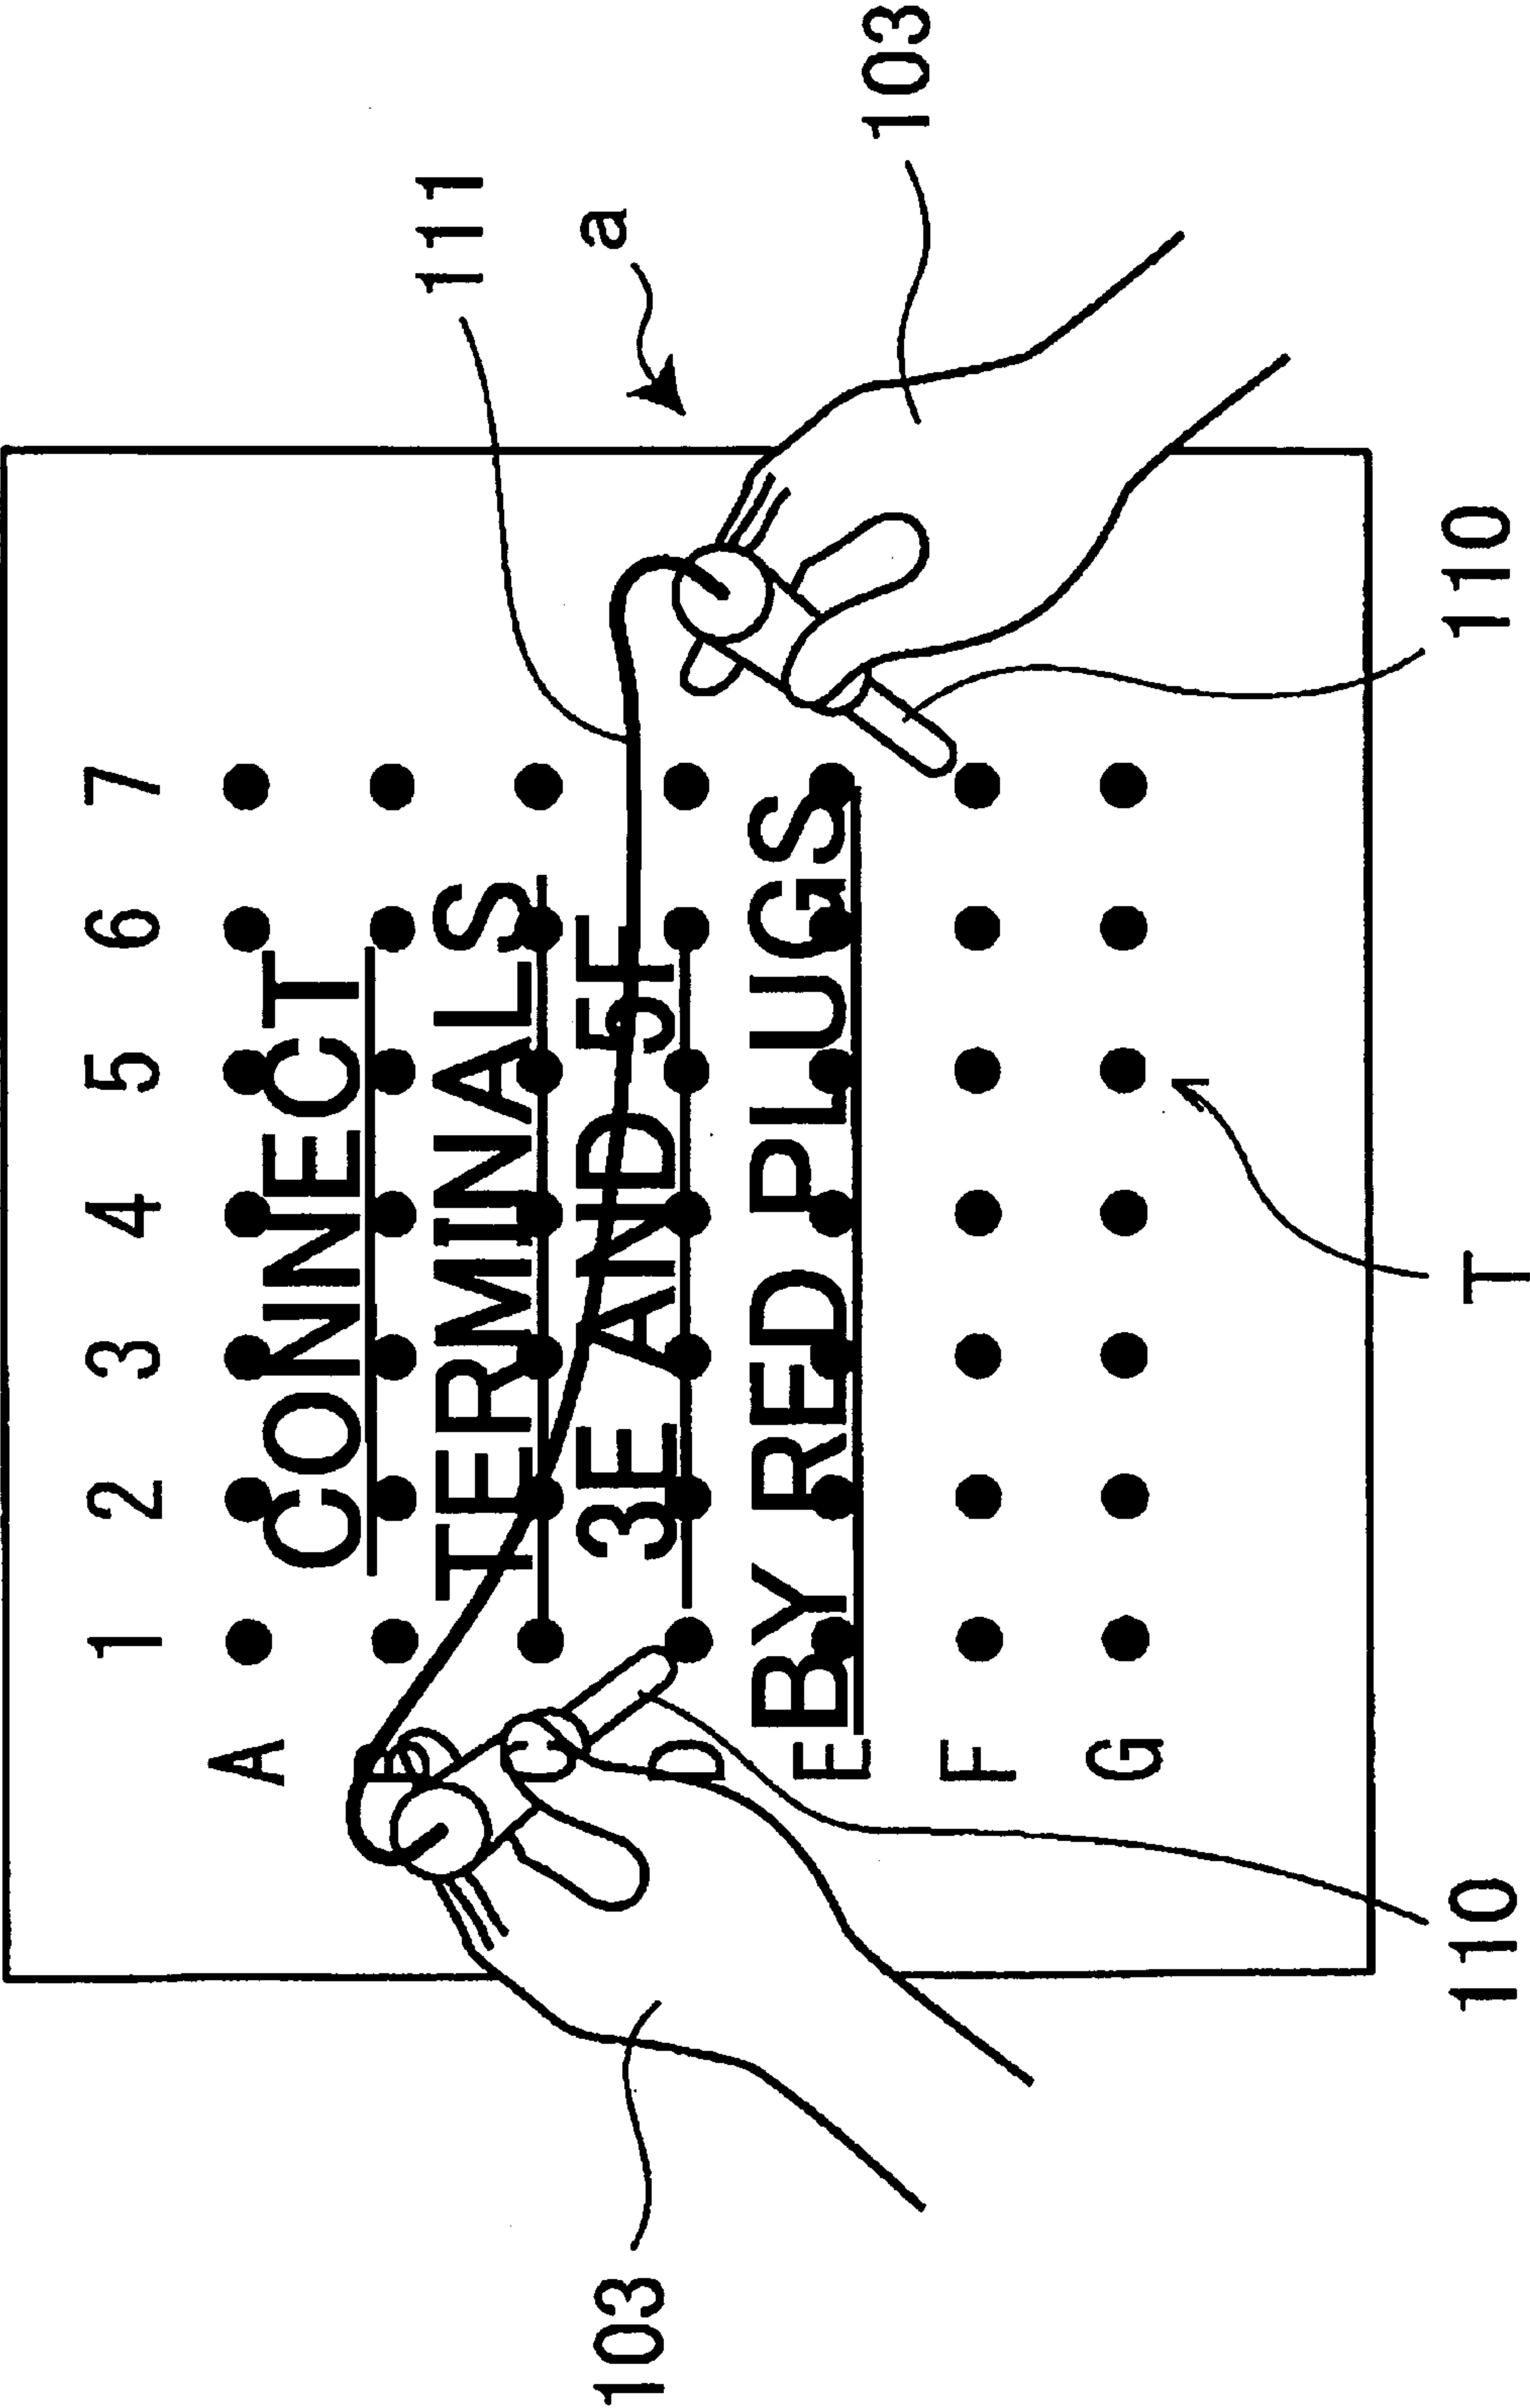 111
a
103
1 2 3 4 5 6 7
A
CONNECT
B
TERMINALS
C
3E AND 5F
D
BY RED PLUGS
E
F
G
103
110
T
110